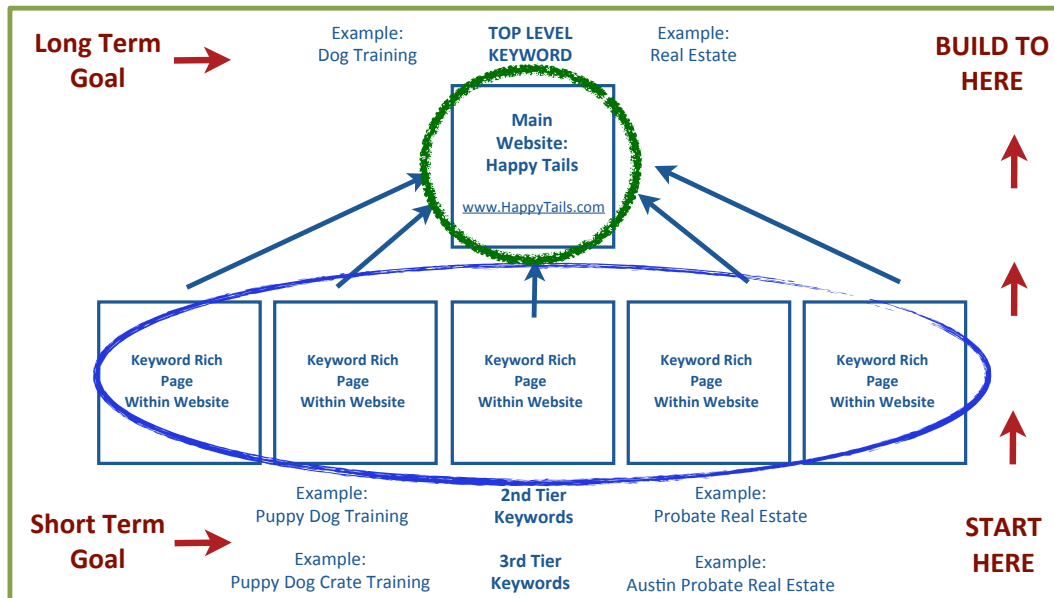 Long Term
Goal
Example:
Dog Training
TOP LEVEL
KEYWORD
Example:
Real Estate
BUILD TO
HERE
Main
Website:
Happy Tails
www.HappyTails.com
Keyword Rich
Page
Within Website
Keyword Rich
Page
Within Website
Keyword Rich
Page
Within Website
Keyword Rich
Page
Within Website
Keyword Rich
Page
Within Website
Short Term
Goal
Example:
Puppy Dog Training
2nd Tier
Keywords
Example:
Probate Real Estate
Example:
Puppy Dog Crate Training
3rd Tier
Keywords
Example:
Austin Probate Real Estate
START
HERE